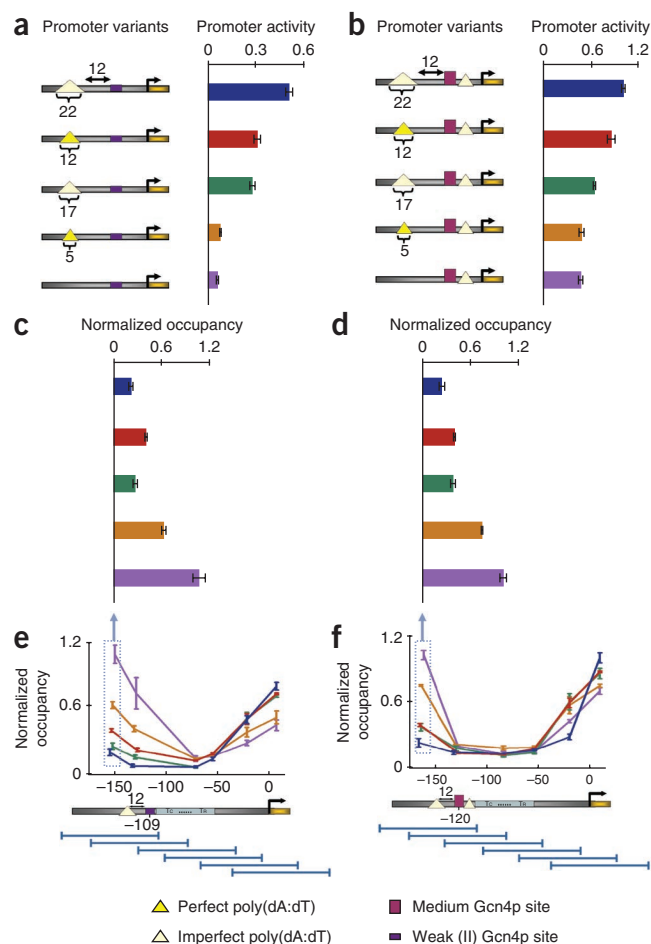 a
Promoter variants
Promoter activity
0
0.3
0.6
12
22
12
17
5
b
Promoter variants
Promoter activity
0
0.6
1.2
12
22
12
17
5
c
Normalized occupancy
0
0.6
1.2
d
Normalized occupancy
0
0.6
1.2
e
Normalized
occupancy
1.2
0.6
0
−150
−100
−50
0
12
Tc ...... Te
−109
f
Normalized
occupancy
1.2
0.6
0
−150
−100
−50
0
12
Tc ...... Te
−120
Perfect poly(dA:dT)
Imperfect poly(dA:dT)
Medium Gcn4p site
Weak (II) Gcn4p site